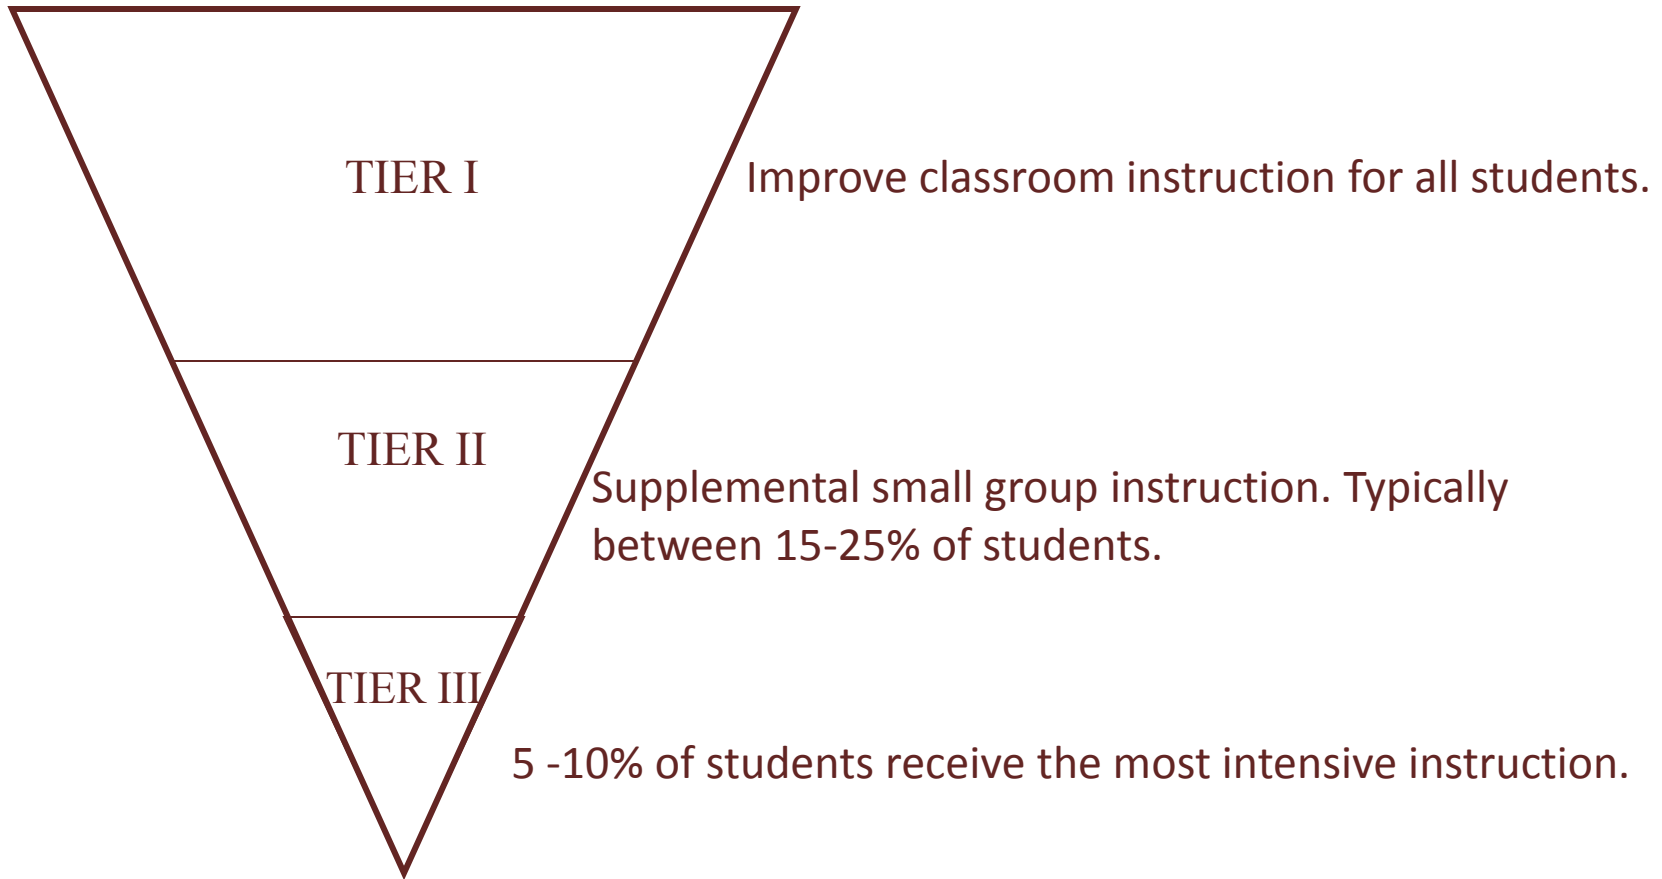 TIER I
Improve classroom instruction for all students.
TIER II
Supplemental small group instruction. Typically
between 15-25% of students.
TIER III
5 -10% of students receive the most intensive instruction.